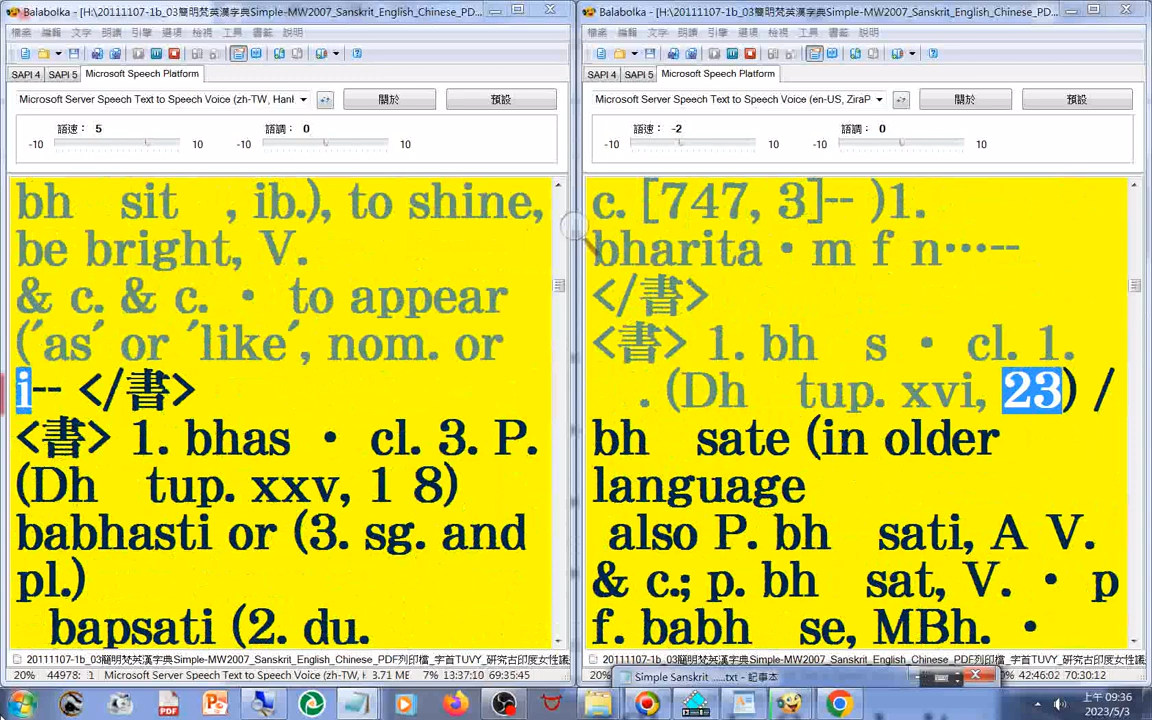 Balabolka - [H:\20111107-1b_03簡明梵英漢字典Simple-MW2007_Sanskrit_English_Chinese_PD...
檔案 編輯 文字 朗讀 引擎 選項 檢視 工具 書籤 說明
SAPI 4 SAPI 5 Microsoft Speech Platform
Microsoft Server Speech Text to Speech Voice (zh-TW, Hanl 關於 預設
語速: 5 語調: 0
-10 10 -10 10
bh sit , ib.), to shine,
be bright, V.
& c. & c. • to appear
(′as′ or ′like′, nom. or
i-- </書>
<書> 1. bhas • cl. 3. P.
(Dh tup. xxv, 1 8)
babhasti or (3. sg. and
pl.)
bapsati (2. du.
20111107-1b_03簡明梵英漢字典Simple-MW2007_Sanskrit_English_Chinese_PDF列印檔_字首TUVY_研究古印度女性議
20% 44978: 1 Microsoft Server Speech Text to Speech Voice (zh-TW, 3.71 ME 7% 13:37:10 69:35:45
Balabolka - [H:\20111107-1b_03簡明梵英漢字典Simple-MW2007_Sanskrit_English_Chinese_PD...
檔案 編輯 文字 朗讀 引擎 選項 檢視 工具 書籤 說明
SAPI 4 SAPI 5 Microsoft Speech Platform
Microsoft Server Speech Text to Speech Voice (en-US, ZiraP 關於 預設
語速: -2 語調: 0
-10 10 -10 10
c. [747, 3]-- )1.
bharita • m f n…--
</書>
<書> 1. bh s • cl. 1.
. (Dh tup. xvi, 23) /
bh sate (in older
language
also P. bh sati, A V.
& c.; p. bh sat, V. • p
f. babh se, MBh. •
20111107-1b_03簡明梵英漢字典Simple-MW2007_Sanskrit_English_Chinese_PDF列印檔_字首TUVY_研究古印度女性議
20% Simple Sanskrit ......txt - 記事本 0% 42:46:02 70:30:12
上午 09:36
2023/5/3